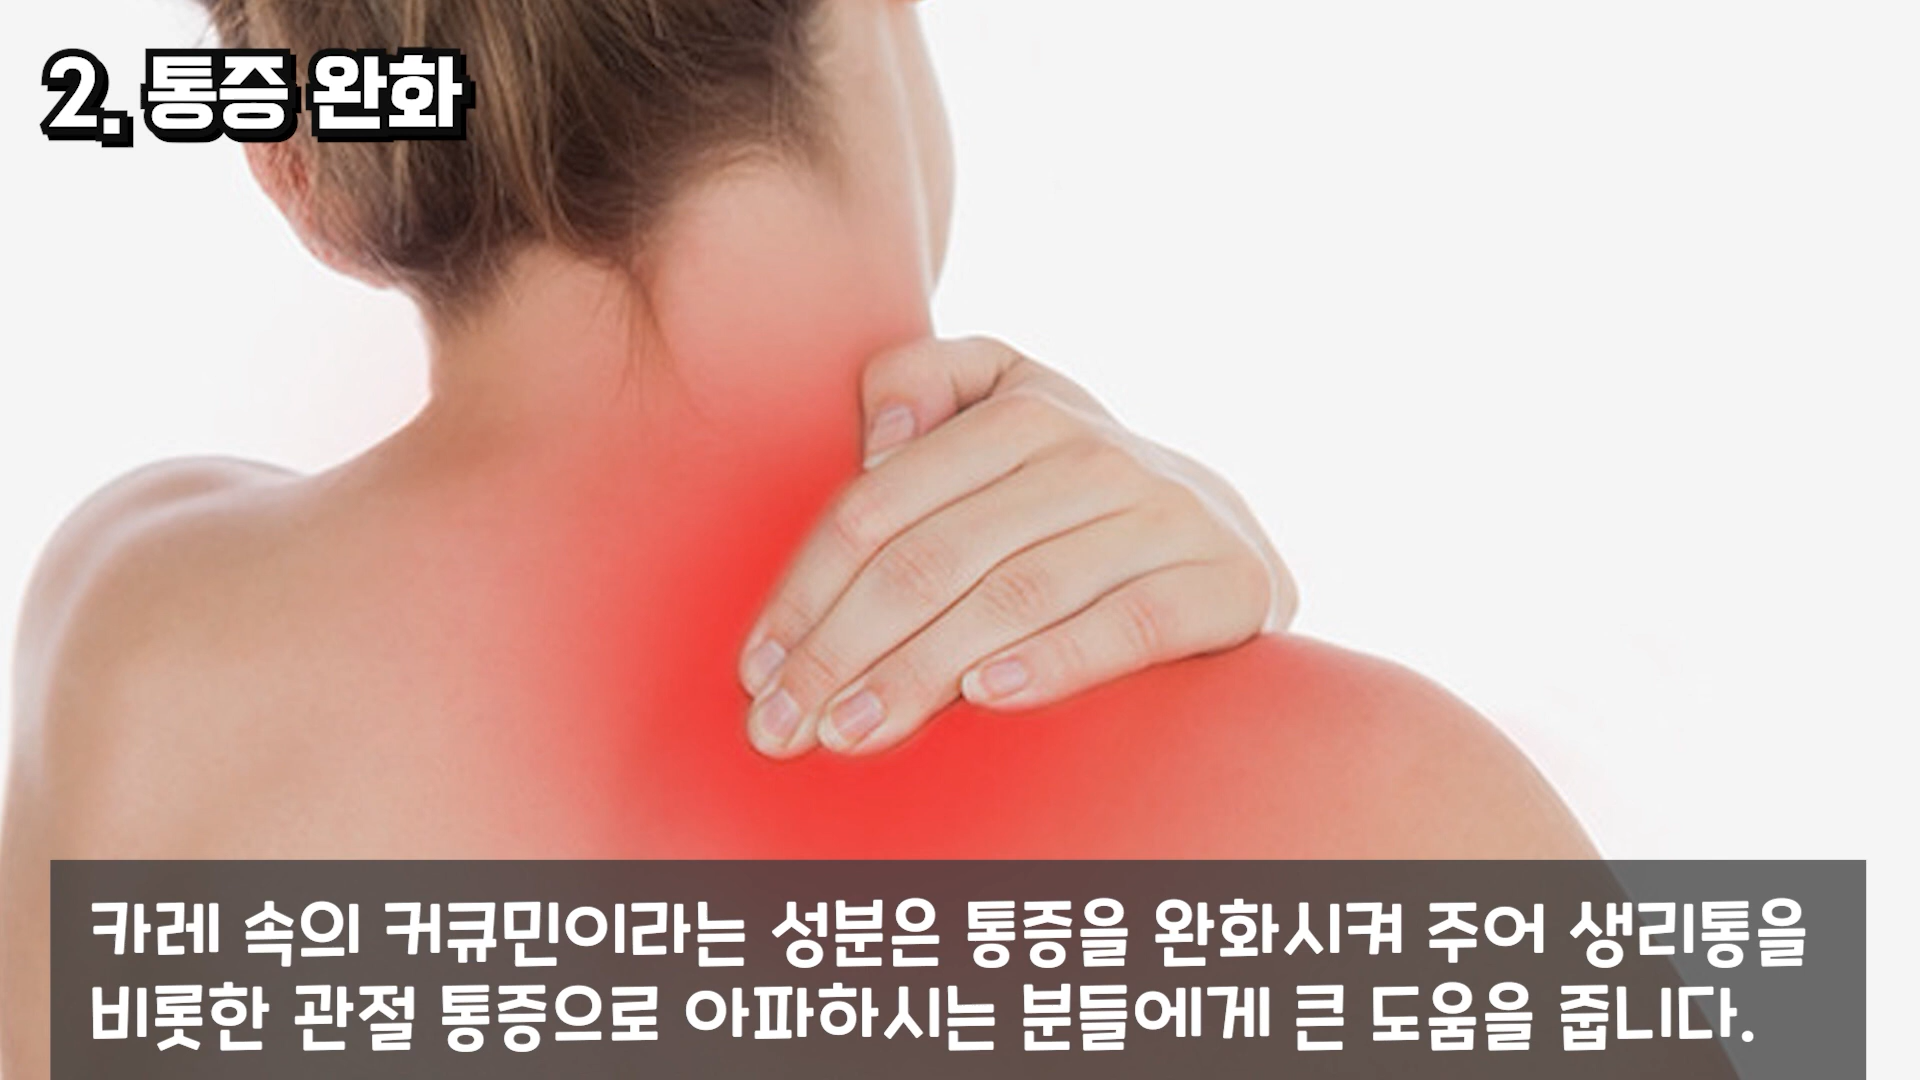 2. 통증 완화
카레 속의 커큐민이라는 성분은 통증을 완화시켜 주어 생리통을
비롯한 관절 통증으로 아파하시는 분들에게 큰 도움을 줍니다.